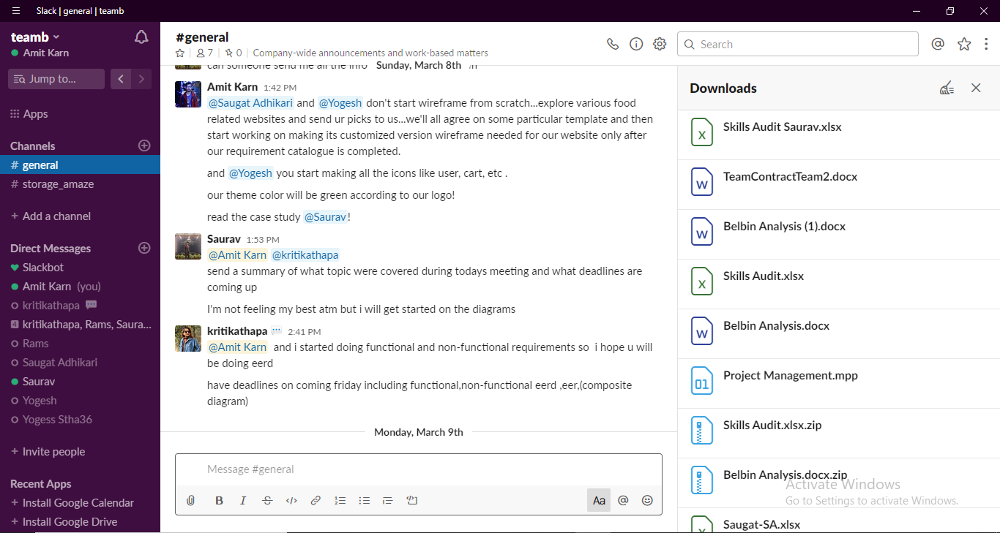 Slack | general | teamb
teamb
Amit Karn
Jump to...
Apps
Channels
# general
# storage_amaze
+ Add a channel
Direct Messages
Slackbot
Amit Karn (you)
kritikathapa
4 kritikathapa, Rams, Saura...
Rams
Saugat Adhikari
Saurav
Yogesh
Yogess Stha36
+ Invite people
Recent Apps
+ Install Google Calendar
+ Install Google Drive
#general
7 | 0 | Company-wide announcements and work-based matters
Search
can someone send me all the info
Sunday, March 8th
Amit Karn 1:42 PM
@Saugat Adhikari and @Yogesh don't start wireframe from scratch...explore various food
related websites and send ur picks to us...we'll all agree on some particular template and then
start working on making its customized version wireframe needed for our website only after
our requirement catalogue is completed.
and @Yogesh you start making all the icons like user, cart, etc .
our theme color will be green according to our logo!
read the case study @Saurav!
Saurav 1:53 PM
@Amit Karn @kritikathapa
send a summary of what topic were covered during todays meeting and what deadlines are
coming up
I'm not feeling my best atm but i will get started on the diagrams
kritikathapa 2:41 PM
@Amit Karn and i started doing functional and non-functional requirements so i hope u will
be doing eerd
have deadlines on coming friday including functional,non-functional eerd ,eer,(composite
diagram)
Monday, March 9th
Message #general
B I S </> Aa @
Downloads
X Skills Audit Saurav.xlsx
W TeamContractTeam2.docx
W Belbin Analysis (1).docx
X Skills Audit.xlsx
W Belbin Analysis.docx
01 Project Management.mpp
Skills Audit.xlsx.zip
Belbin Analysis.docx.zip
Activate Windows
Go to Settings to activate Windows.
Saugat-SA.xlsx